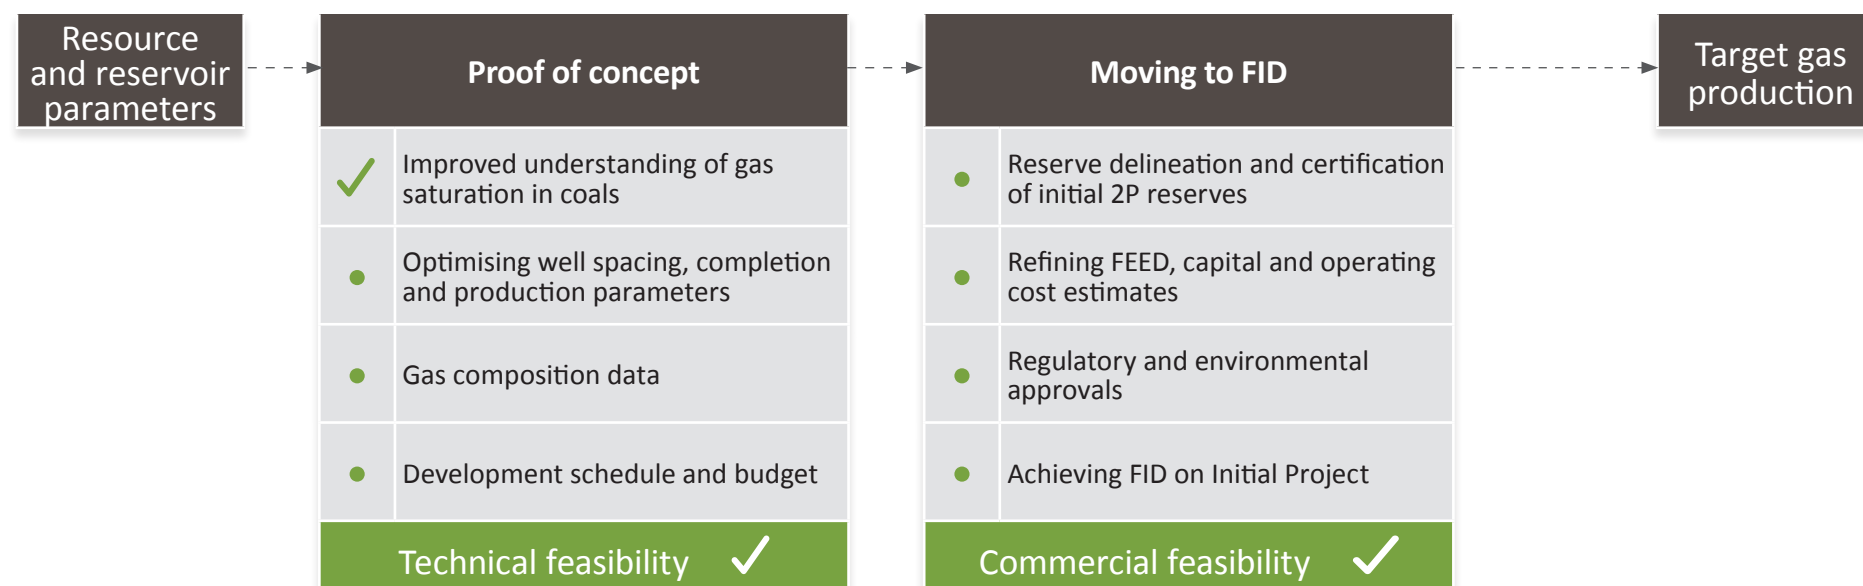 Resource
and reservoir
parameters
Proof of concept
Improved understanding of gas
saturation in coals
Optimising well spacing, completion
and production parameters
Gas composition data
Development schedule and budget
Technical feasibility
Moving to FID
Reserve delineation and certification
of initial 2P reserves
Refining FEED, capital and operating
cost estimates
Regulatory and environmental
approvals
Achieving FID on Initial Project
Commercial feasibility
Target gas
production